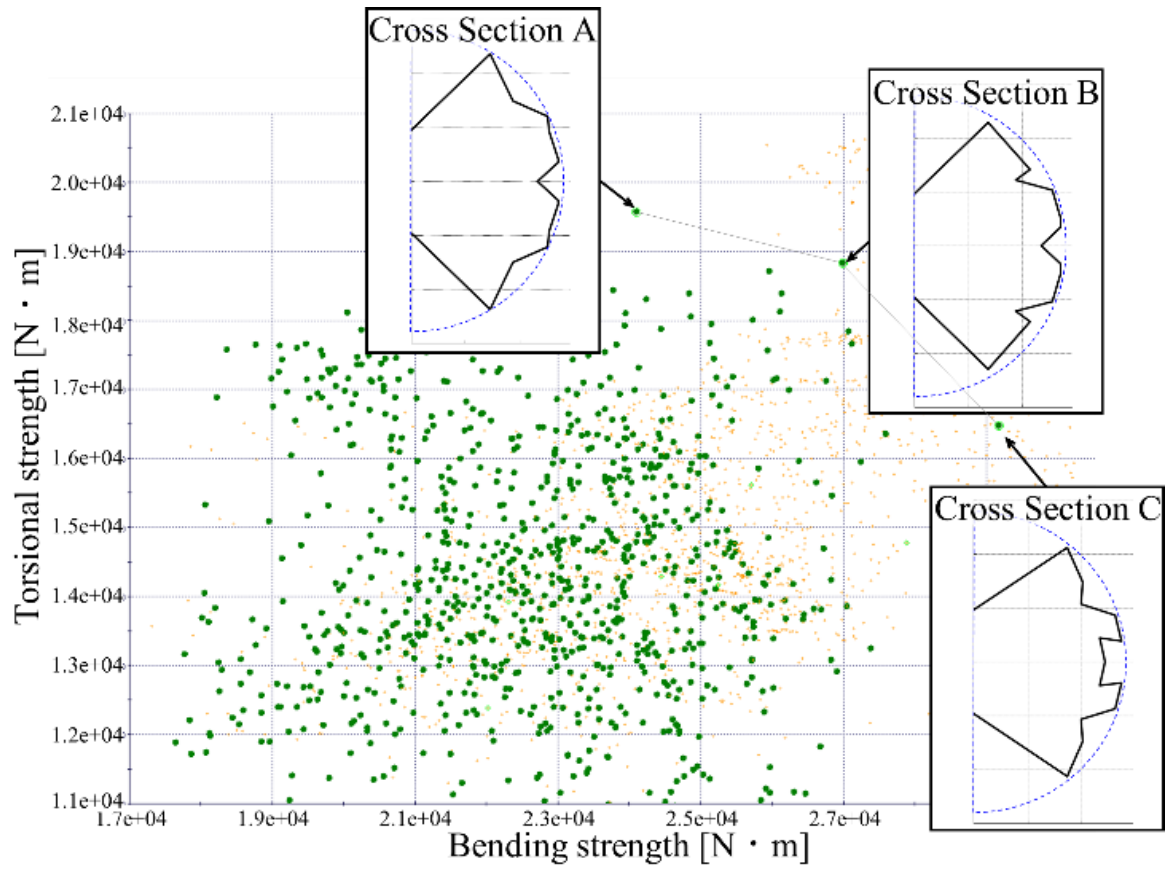 Cross Section A
Cross Section B
Cross Section C
2.1e+04
2.0e+04
1.9e+04
1.8e+04
1.7e+04
1.6e+04
1.5e+04
1.4e+04
1.3e+04
1.2e+04
1.1e+04
Torsional strength [N・m]
1.7e+04
1.9e+04
2.1e+04
2.3e+04
2.5e+04
2.7e+04
Bending strength [N・m]